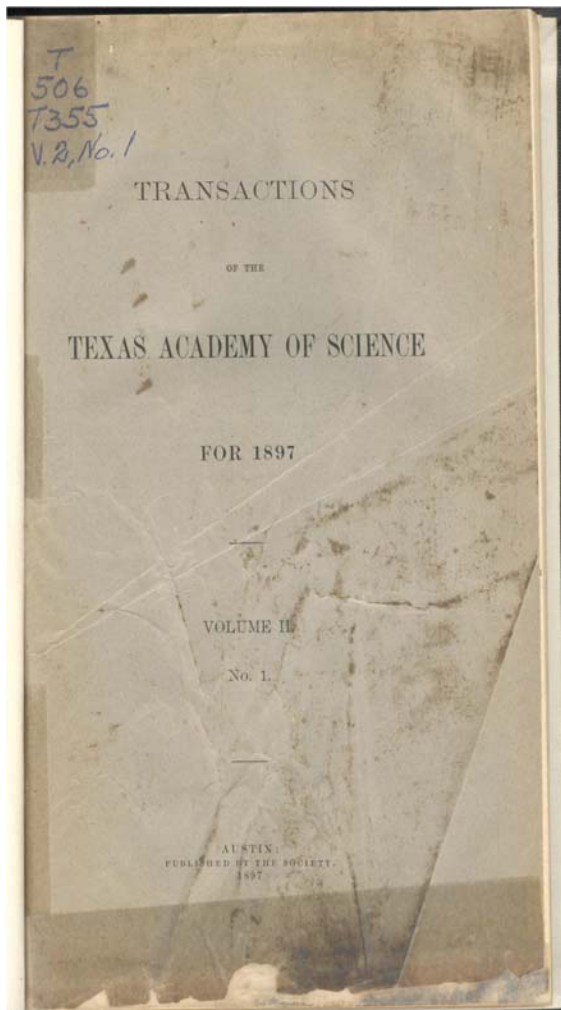 T
506
T355
V.2, No. 1
TRANSACTIONS
OF THE
TEXAS ACADEMY OF SCIENCE
FOR 1897
VOLUME II.
No. 1.
AUSTIN:
PUBLISHED BY THE SOCIETY.
1897